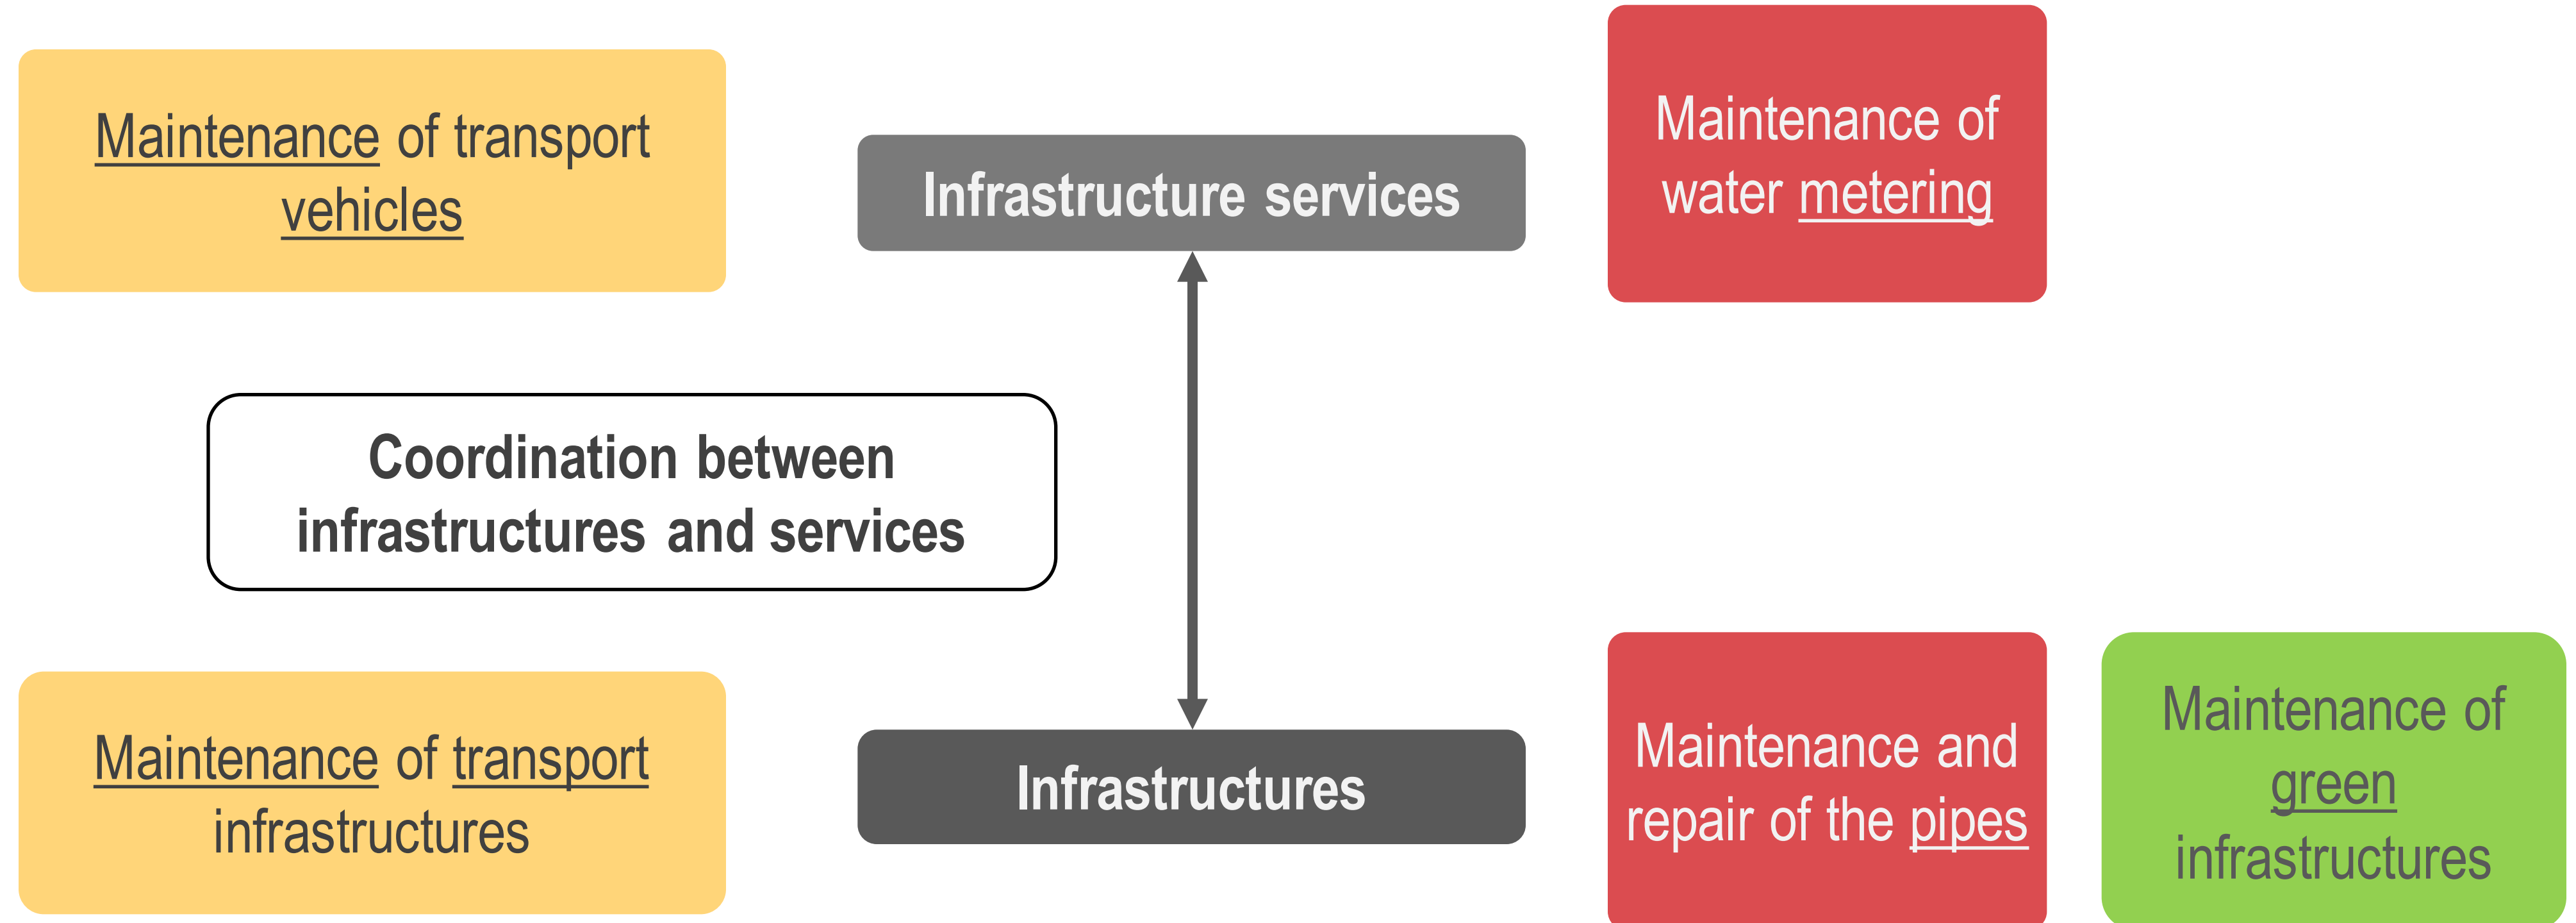 Maintenance of transport
vehicles
Infrastructure services
Maintenance of
water metering
Coordination between
infrastructures and services
Maintenance of transport
infrastructures
Infrastructures
Maintenance and
repair of the pipes
Maintenance of
green
infrastructures